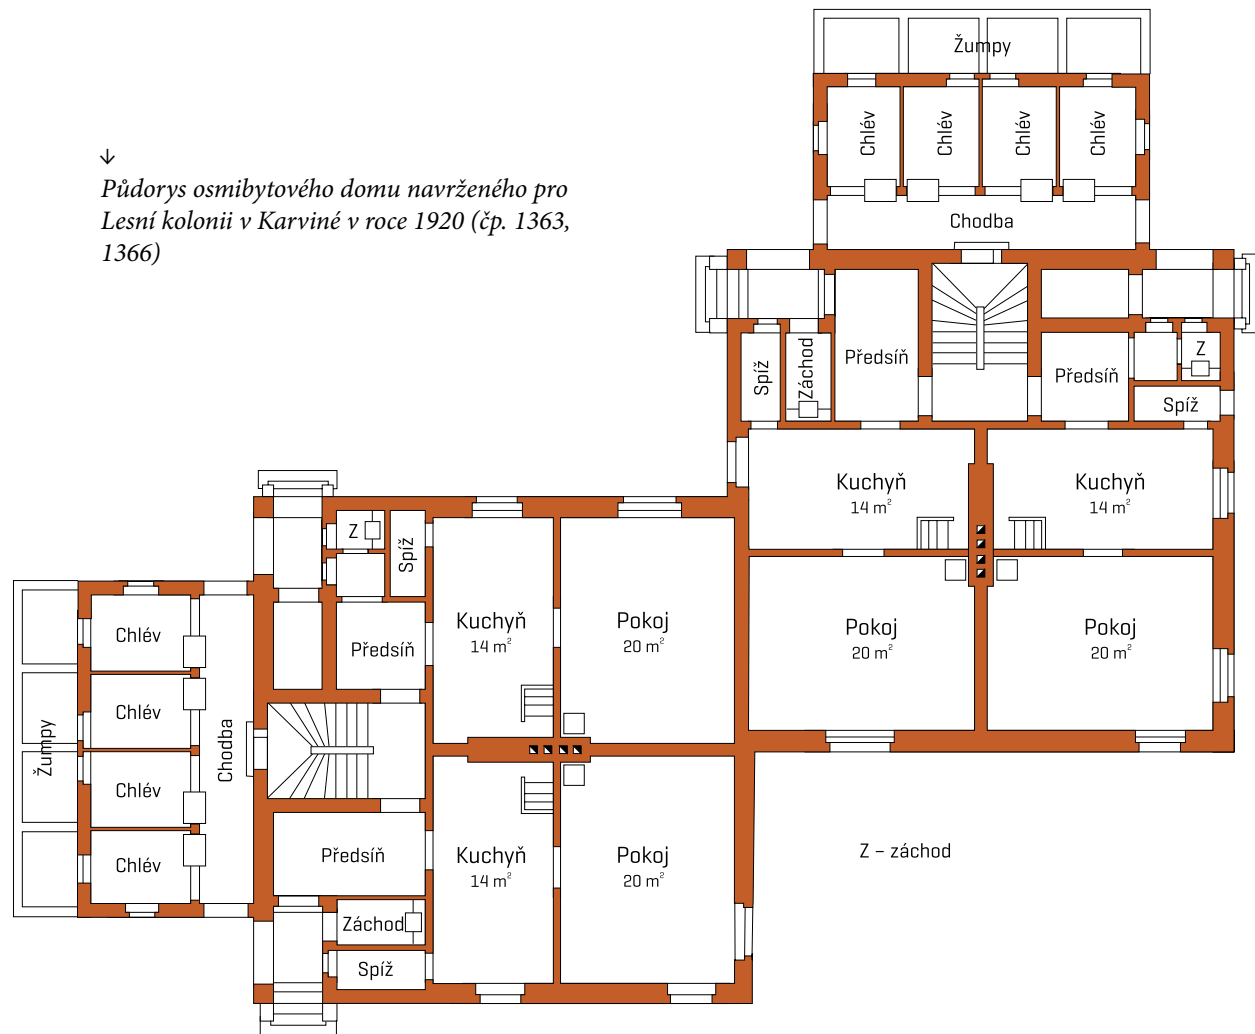 ↓
Půdorys osmibytového domu navrženého pro
Lesní kolonii v Karviné v roce 1920 (čp. 1363,
1366)
Žumpy
Chlév
Chlév
Chlév
Chlév
Chodba
Spíž
Záchod
Předsíň
Předsíň
Z
Spíž
Kuchyň
14 m²
Kuchyň
14 m²
Pokoj
20 m²
Pokoj
20 m²
Z
Spíž
Předsíň
Kuchyň
14 m²
Pokoj
20 m²
Žumpy
Chlév
Chlév
Chlév
Chlév
Chodba
Předsíň
Kuchyň
14 m²
Pokoj
20 m²
Záchod
Spíž
Z – záchod